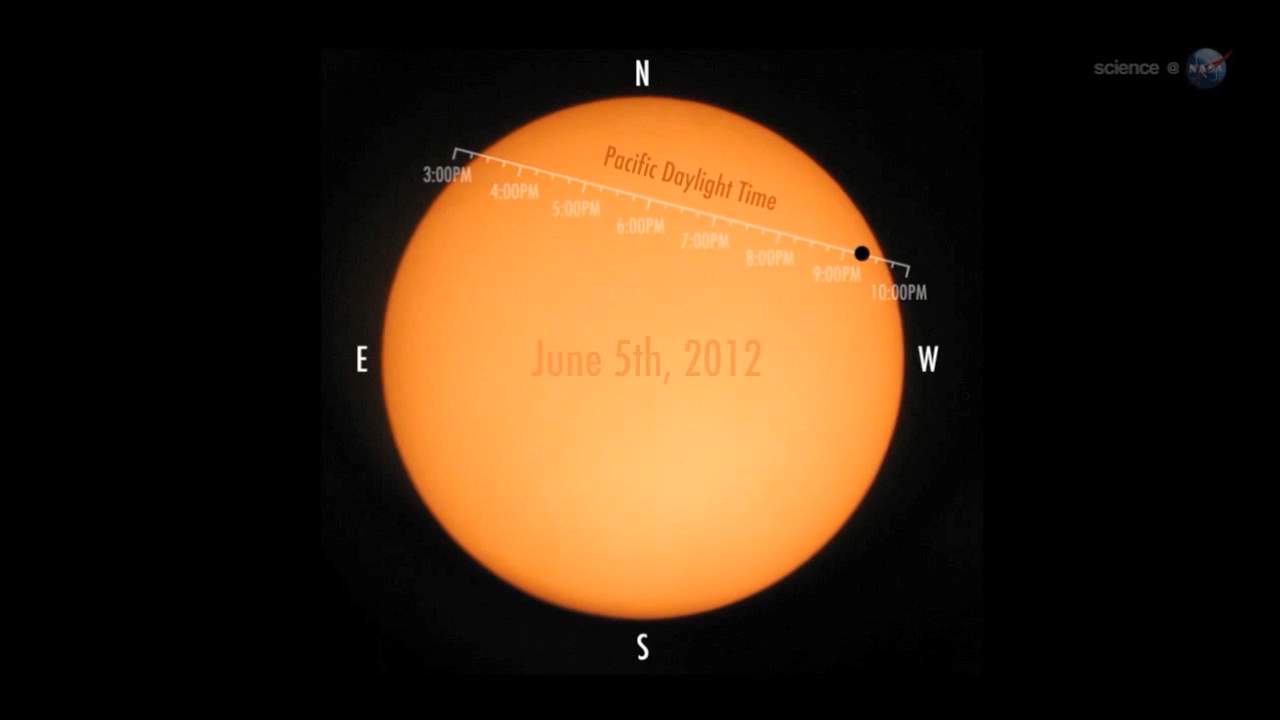 N
science @ NASA
Pacific Daylight Time
3:00PM
4:00PM
5:00PM
6:00PM
7:00PM
8:00PM
9:00PM
10:00PM
E
June 5th, 2012
W
S